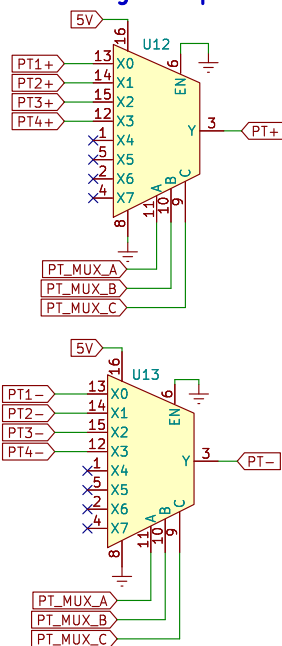 5V
16
U12
6
EN
PT1+ 13 X0
PT2+ 14 X1
PT3+ 15 X2
PT4+ 12 X3
1 X4
5 X5
2 X6
4 X7
Y 3 PT+
A B C
11 10 9
8
PT_MUX_A
PT_MUX_B
PT_MUX_C
5V
16
U13
6
EN
PT1- 13 X0
PT2- 14 X1
PT3- 15 X2
PT4- 12 X3
1 X4
5 X5
2 X6
4 X7
Y 3 PT-
A B C
11 10 9
8
PT_MUX_A
PT_MUX_B
PT_MUX_C